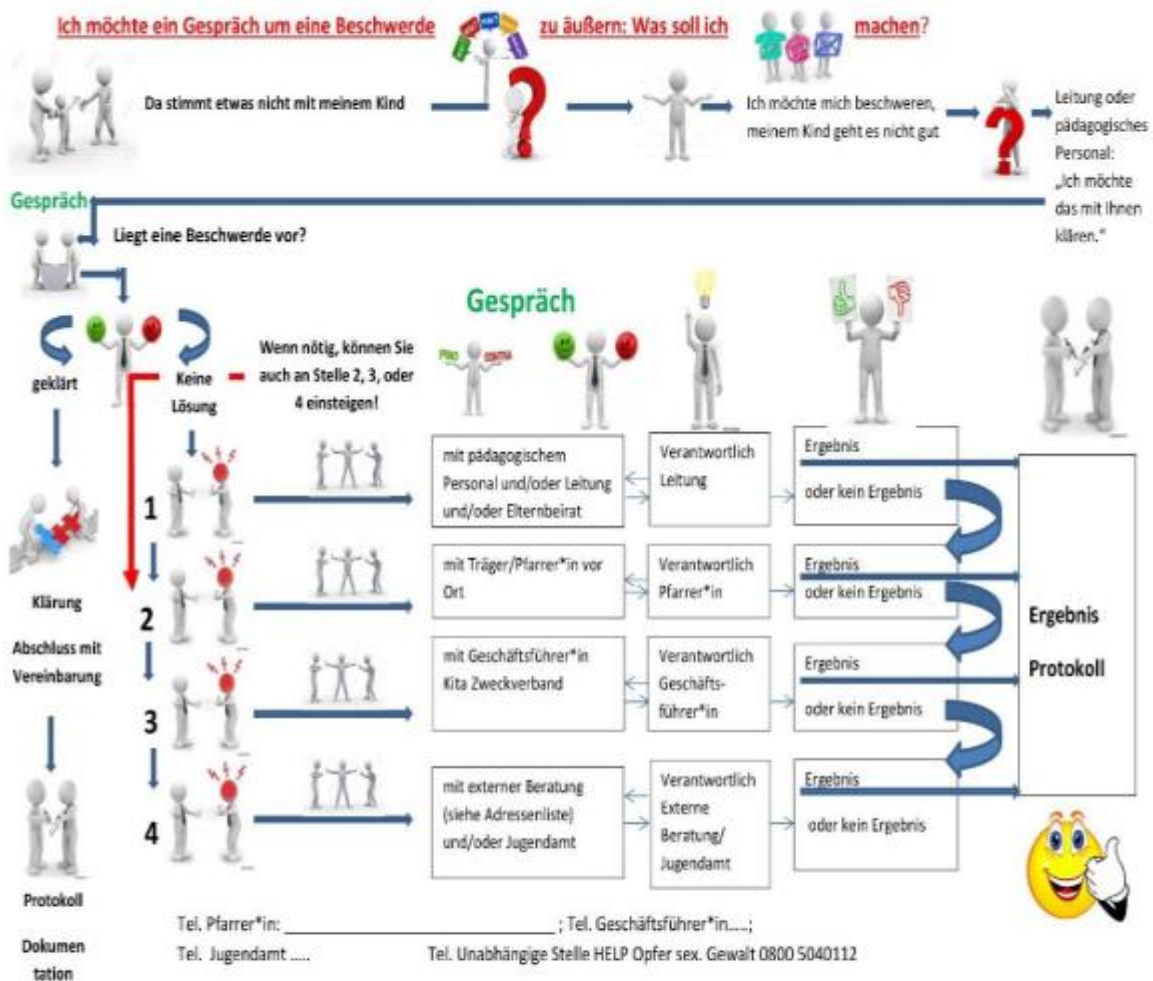 Ich möchte ein Gespräch um eine Beschwerde zu äußern: Was soll ich machen?
Da stimmt etwas nicht mit meinem Kind
Ich möchte mich beschweren,
meinem Kind geht es nicht gut
Leitung oder
pädagogisches
Personal:
„Ich möchte
das mit Ihnen
klären."
Gespräch
Liegt eine Beschwerde vor?
geklärt
Keine
Lösung
Wenn nötig, können Sie
auch an Stelle 2, 3, oder
4 einsteigen!
Klärung
Abschluss mit
Vereinbarung
Protokoll
Dokumen
tation
Gespräch
PRO
CONTRA
1
mit pädagogischem
Personal und/oder Leitung
und/oder Elternbeirat
Verantwortlich
Leitung
Ergebnis
oder kein Ergebnis
2
mit Träger/Pfarrer*in vor
Ort
Verantwortlich
Pfarrer*in
Ergebnis
oder kein Ergebnis
3
mit Geschäftsführer*in
Kita Zweckverband
Verantwortlich
Geschäfts-
führer*in
Ergebnis
oder kein Ergebnis
4
mit externer Beratung
(siehe Adressenliste)
und/oder Jugendamt
Verantwortlich
Externe
Beratung/
Jugendamt
Ergebnis
oder kein Ergebnis
Ergebnis
Protokoll
Tel. Pfarrer*in: ______________________________ ; Tel. Geschäftsführer*in.....;
Tel. Jugendamt ..... Tel. Unabhängige Stelle HELP Opfer sex. Gewalt 0800 5040112